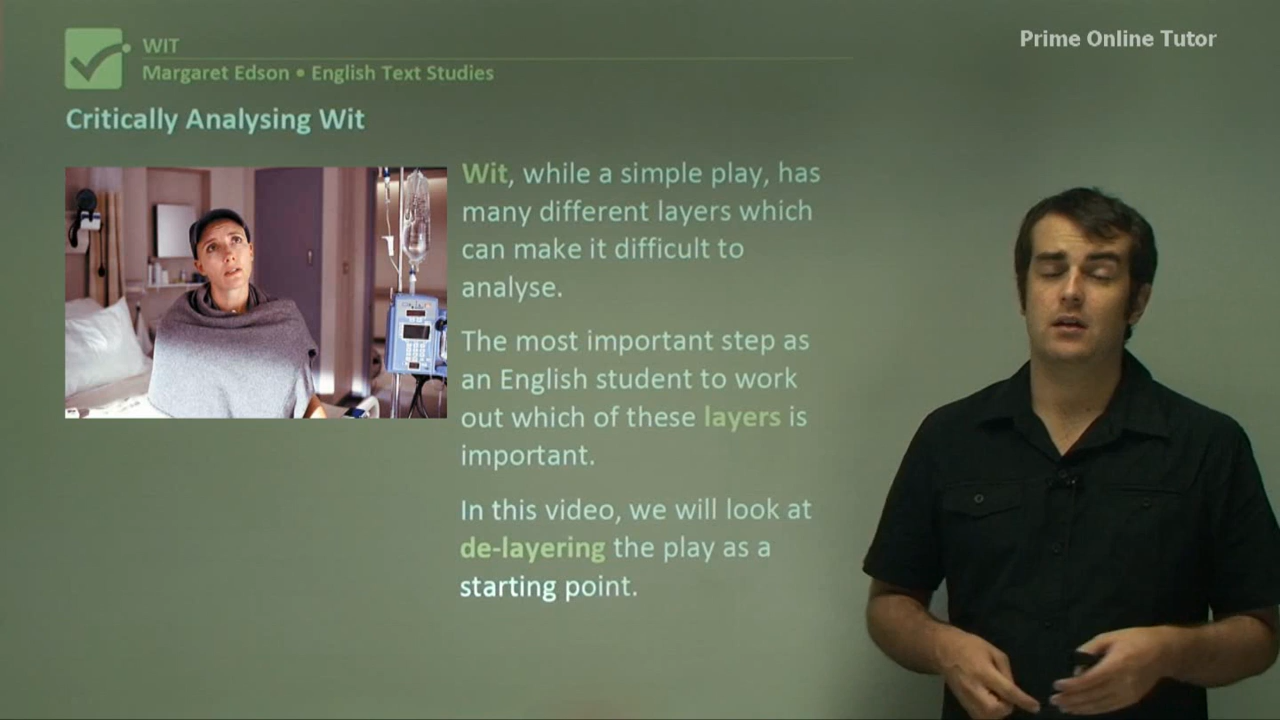 Prime Online Tutor
WIT
Margaret Edson • English Text Studies
Critically Analysing Wit
Wit, while a simple play, has
many different layers which
can make it difficult to
analyse.
The most important step as
an English student to work
out which of these layers is
important.
In this video, we will look at
de-layering the play as a
starting point.